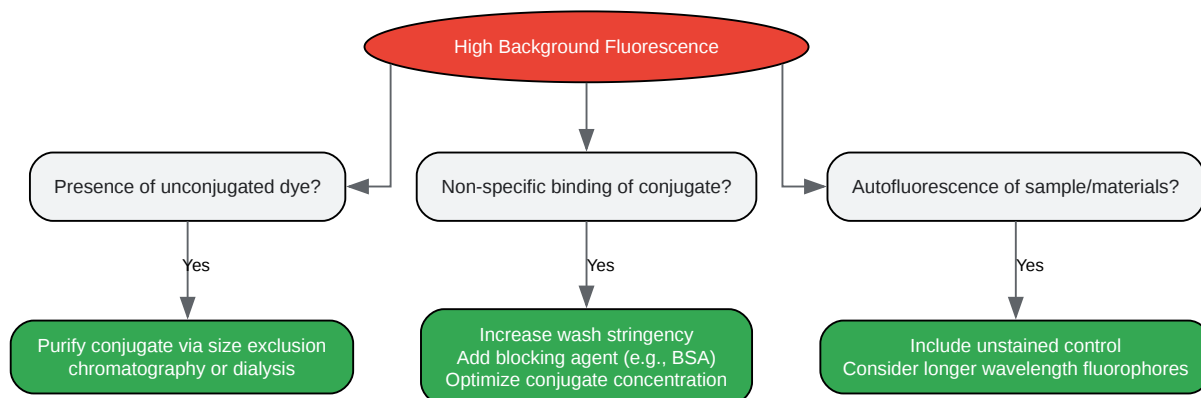 High Background Fluorescence
Presence of unconjugated dye?
Non-specific binding of conjugate?
Autofluorescence of sample/materials?
Yes
Yes
Yes
Purify conjugate via size exclusion
chromatography or dialysis
Increase wash stringency
Add blocking agent (e.g., BSA)
Optimize conjugate concentration
Include unstained control
Consider longer wavelength fluorophores